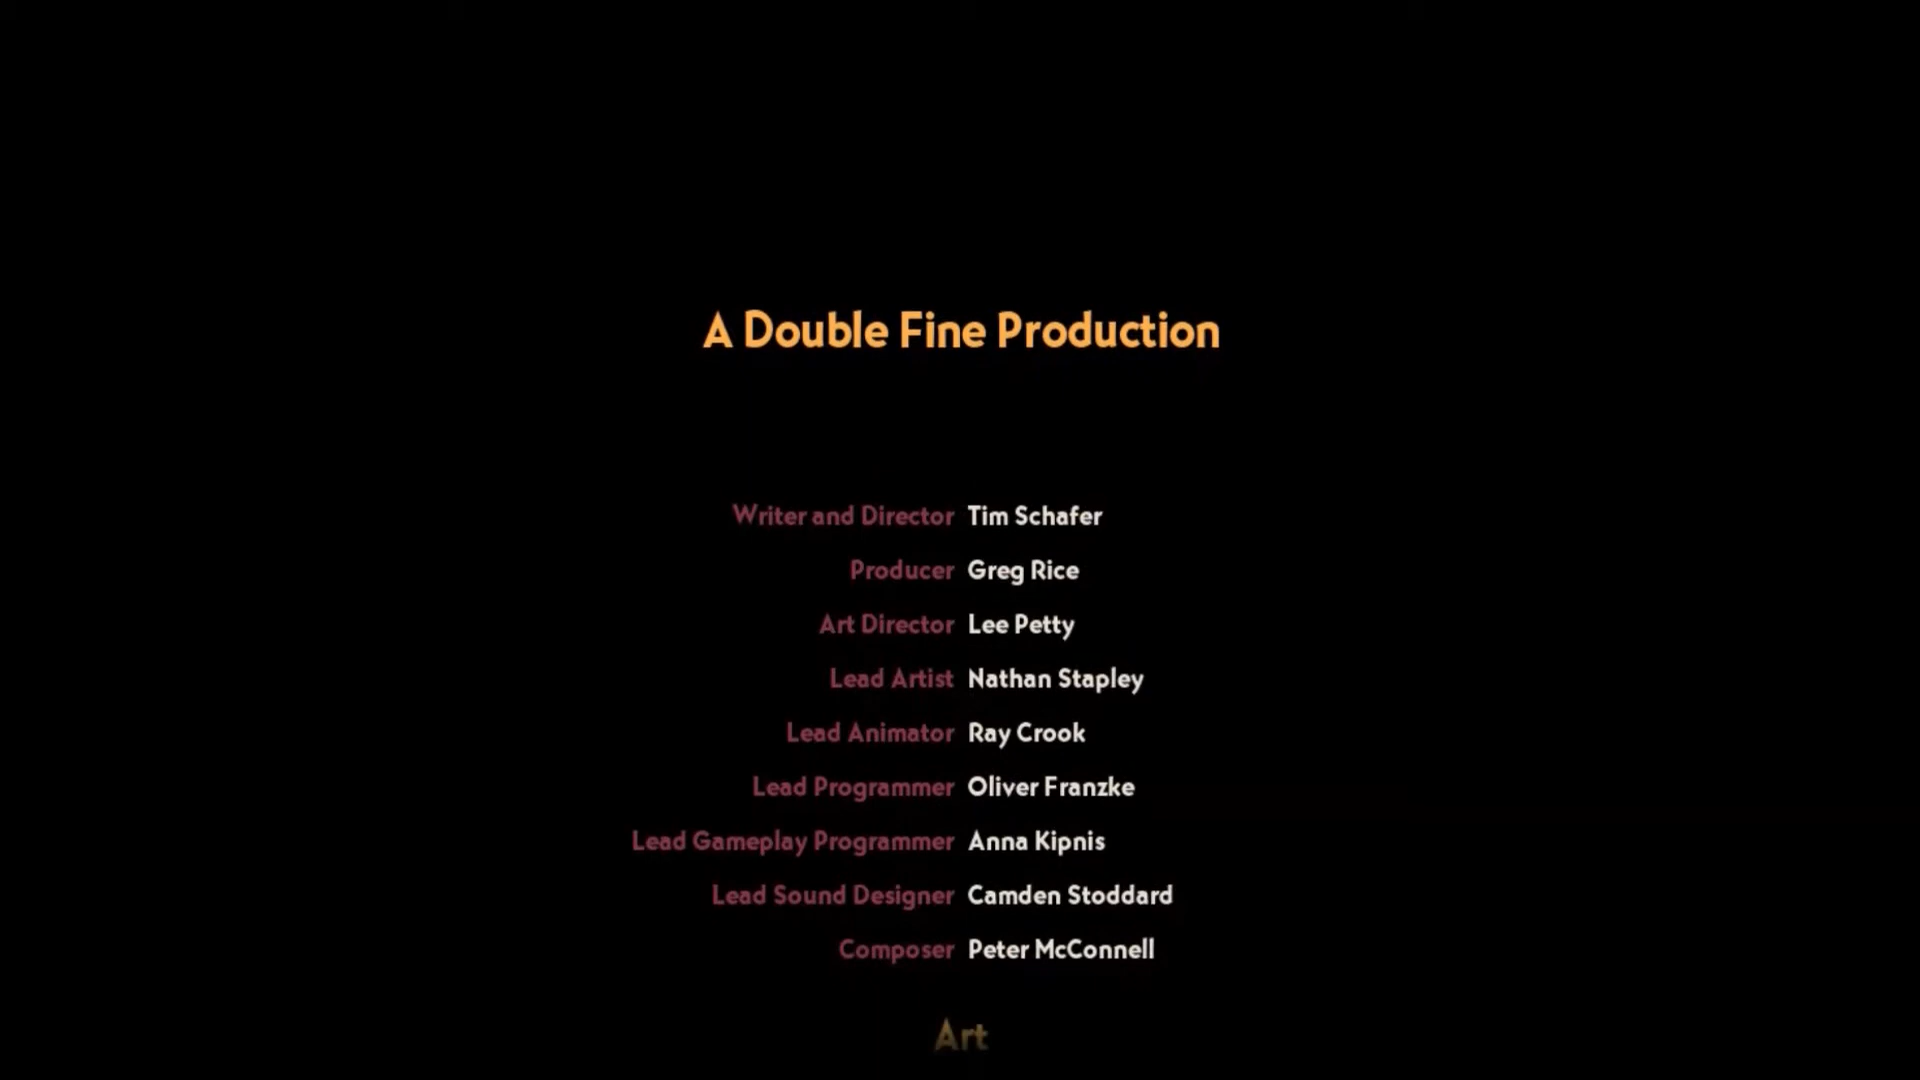 A Double Fine Production
Writer and Director Tim Schafer
Producer Greg Rice
Art Director Lee Petty
Lead Artist Nathan Stapley
Lead Animator Ray Crook
Lead Programmer Oliver Franzke
Lead Gameplay Programmer Anna Kipnis
Lead Sound Designer Camden Stoddard
Composer Peter McConnell
Art